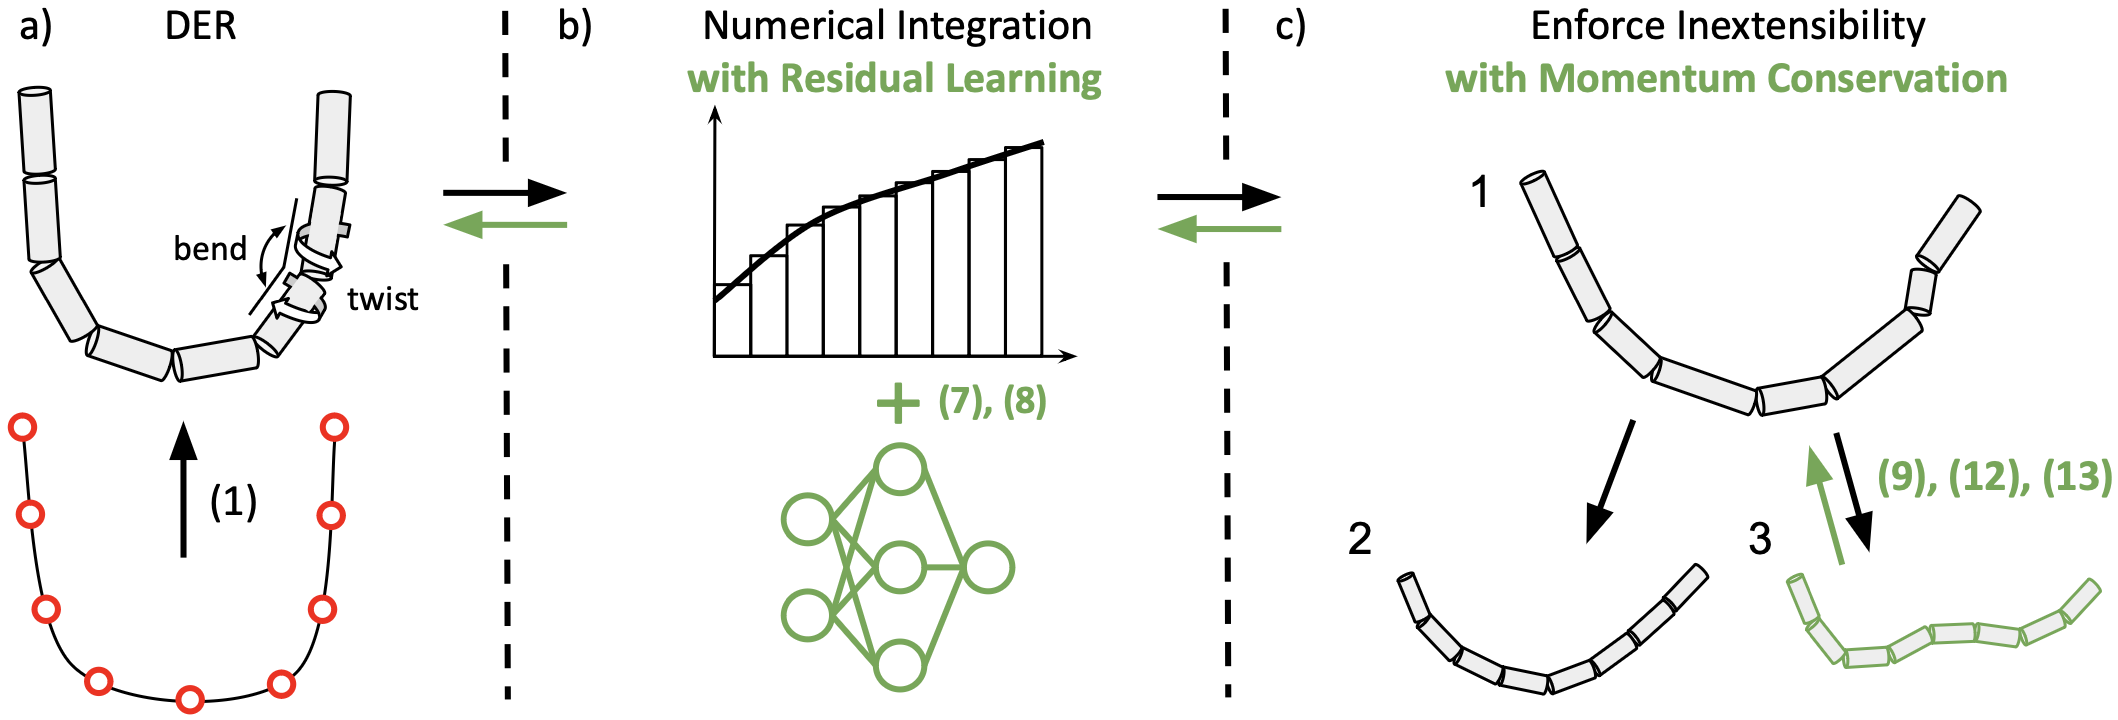 a)
DER
bend
twist
(1)
b)
Numerical Integration
with Residual Learning
+ (7), (8)
c)
Enforce Inextensibility
with Momentum Conservation
1
(9), (12), (13)
2
3